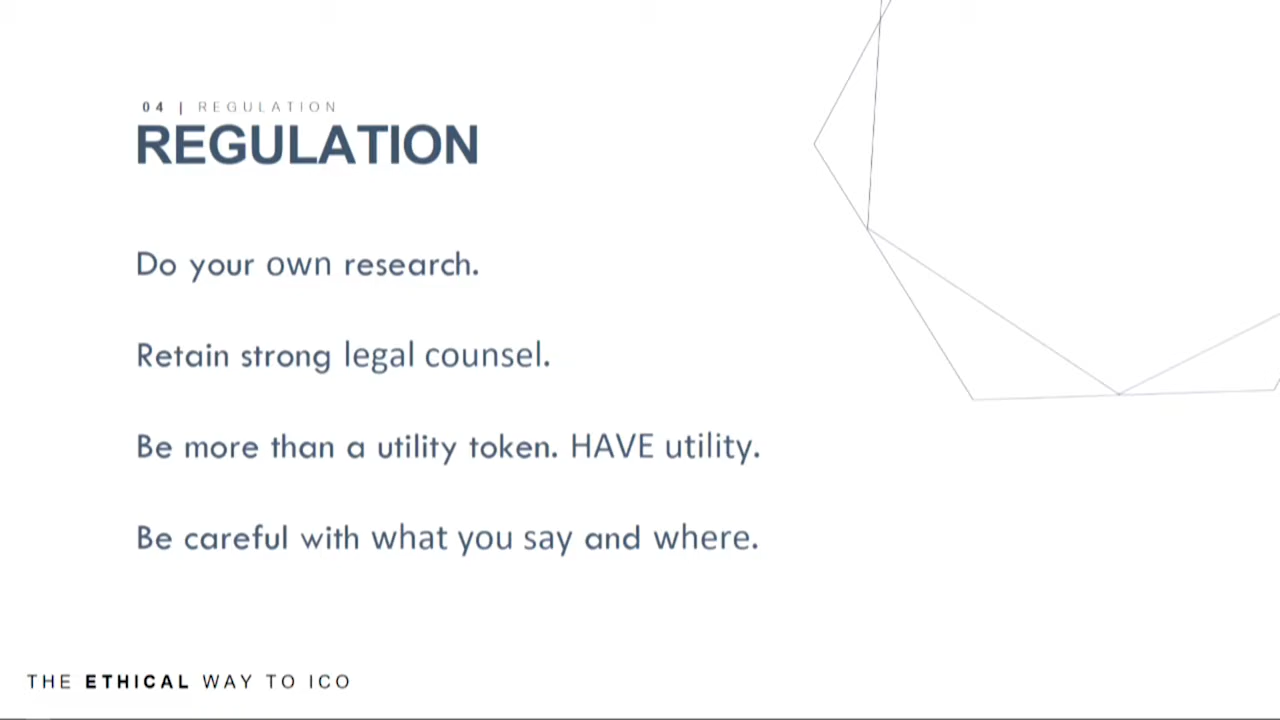 04 | REGULATION
REGULATION
Do your own research.
Retain strong legal counsel.
Be more than a utility token. HAVE utility.
Be careful with what you say and where.
THE ETHICAL WAY TO ICO